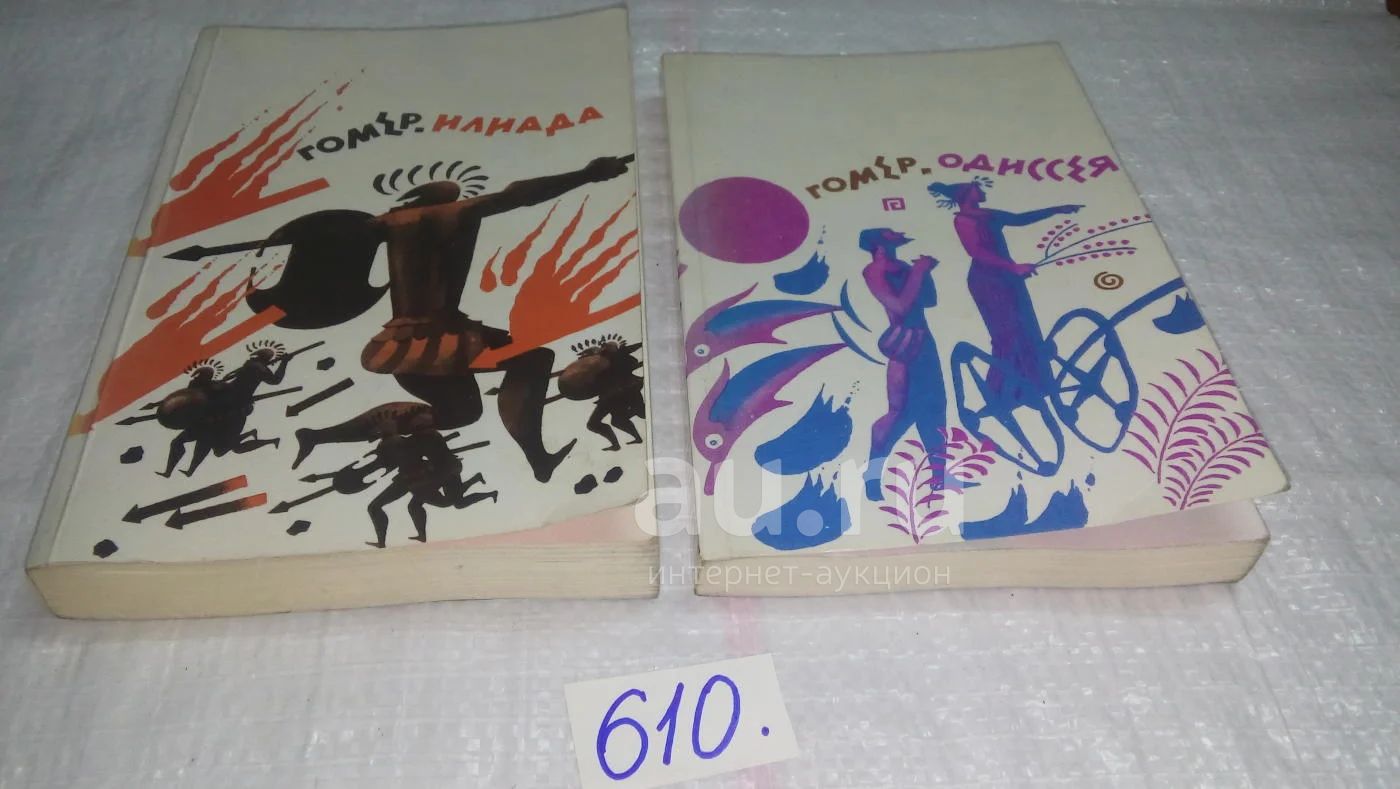 ГОМЕР. ИЛИАДА
ГОМЕР. ОДИССЕЯ
au.ru
интернет-аукцион
610.